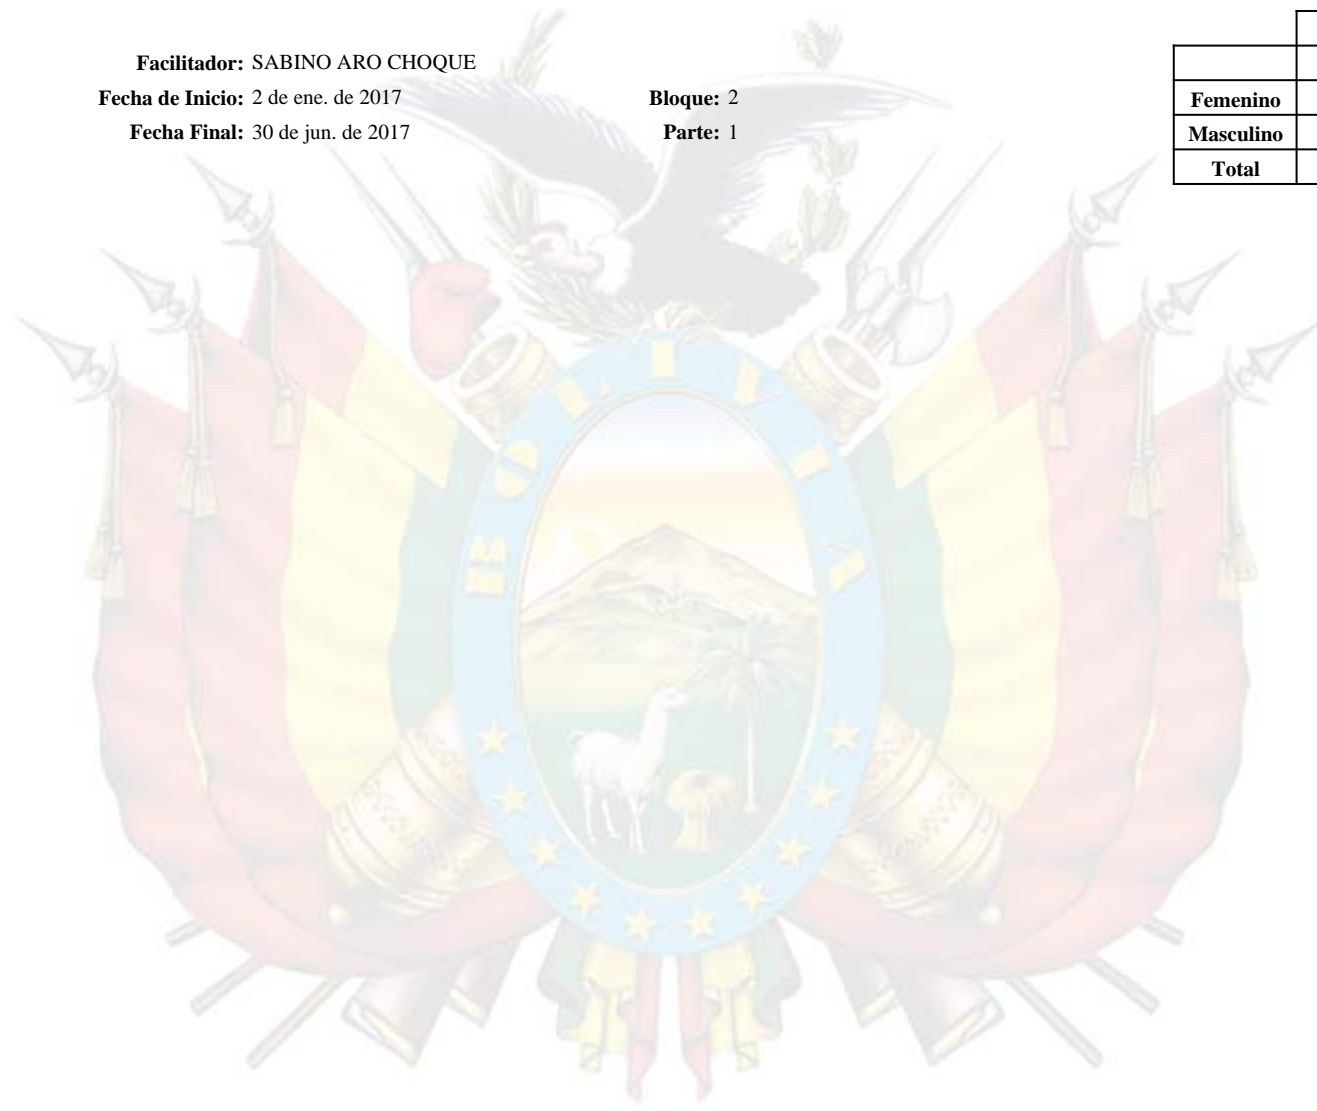 Facilitador: SABINO ARO CHOQUE
Fecha de Inicio: 2 de ene. de 2017 Bloque: 2
Fecha Final: 30 de jun. de 2017 Parte: 1
Femenino
Masculino
Total
BOLIVIA